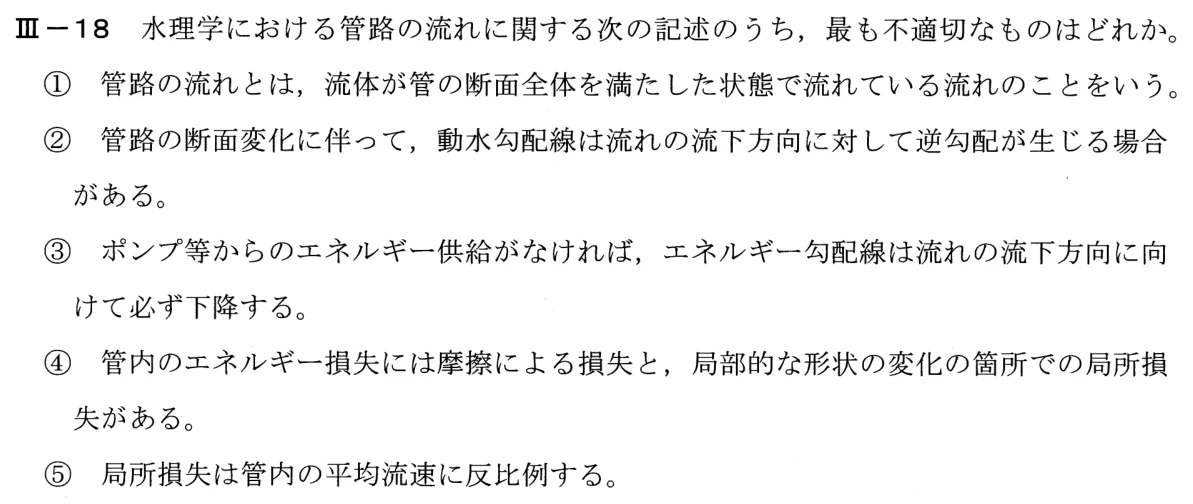 Ⅲ－18　水理学における管路の流れに関する次の記述のうち，最も不適切なものはどれか。
①　管路の流れとは，流体が管の断面全体を満たした状態で流れている流れのことをいう。
②　管路の断面変化に伴って，動水勾配線は流れの流下方向に対して逆勾配が生じる場合
がある。
③　ポンプ等からのエネルギー供給がなければ，エネルギー勾配線は流れの流下方向に向
けて必ず下降する。
④　管内のエネルギー損失には摩擦による損失と，局部的な形状の変化の箇所での局所損
失がある。
⑤　局所損失は管内の平均流速に反比例する。